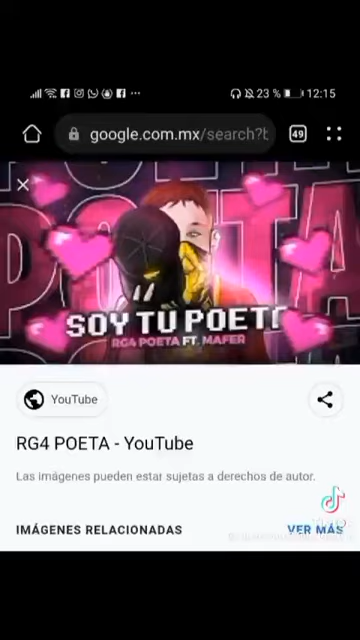 23 % 12:15
google.com.mx/search?b
49
POETA
SOY TU POETA
RG4 POETA FT. MAFER
YouTube
RG4 POETA - YouTube
Las imágenes pueden estar sujetas a derechos de autor.
IMÁGENES RELACIONADAS
VER MÁS